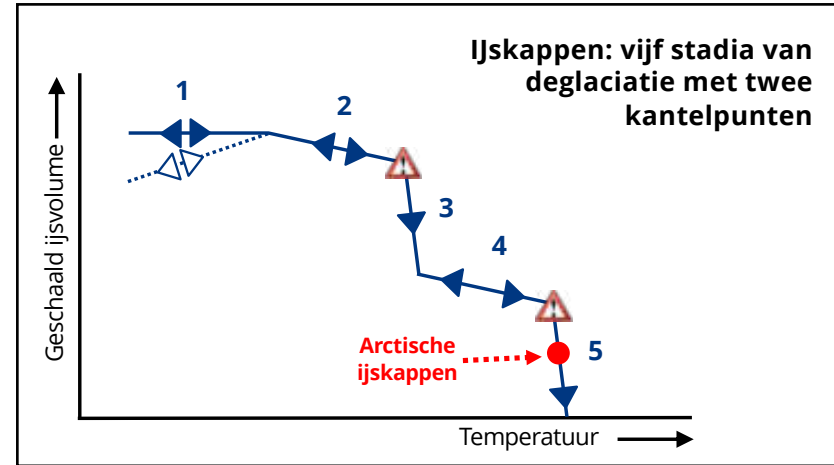 IJskappen: vijf stadia van
deglaciatie met twee
kantelpunten
1
2
3
4
5
Arctische
ijskappen
Geschaald ijsvolume
Temperatuur